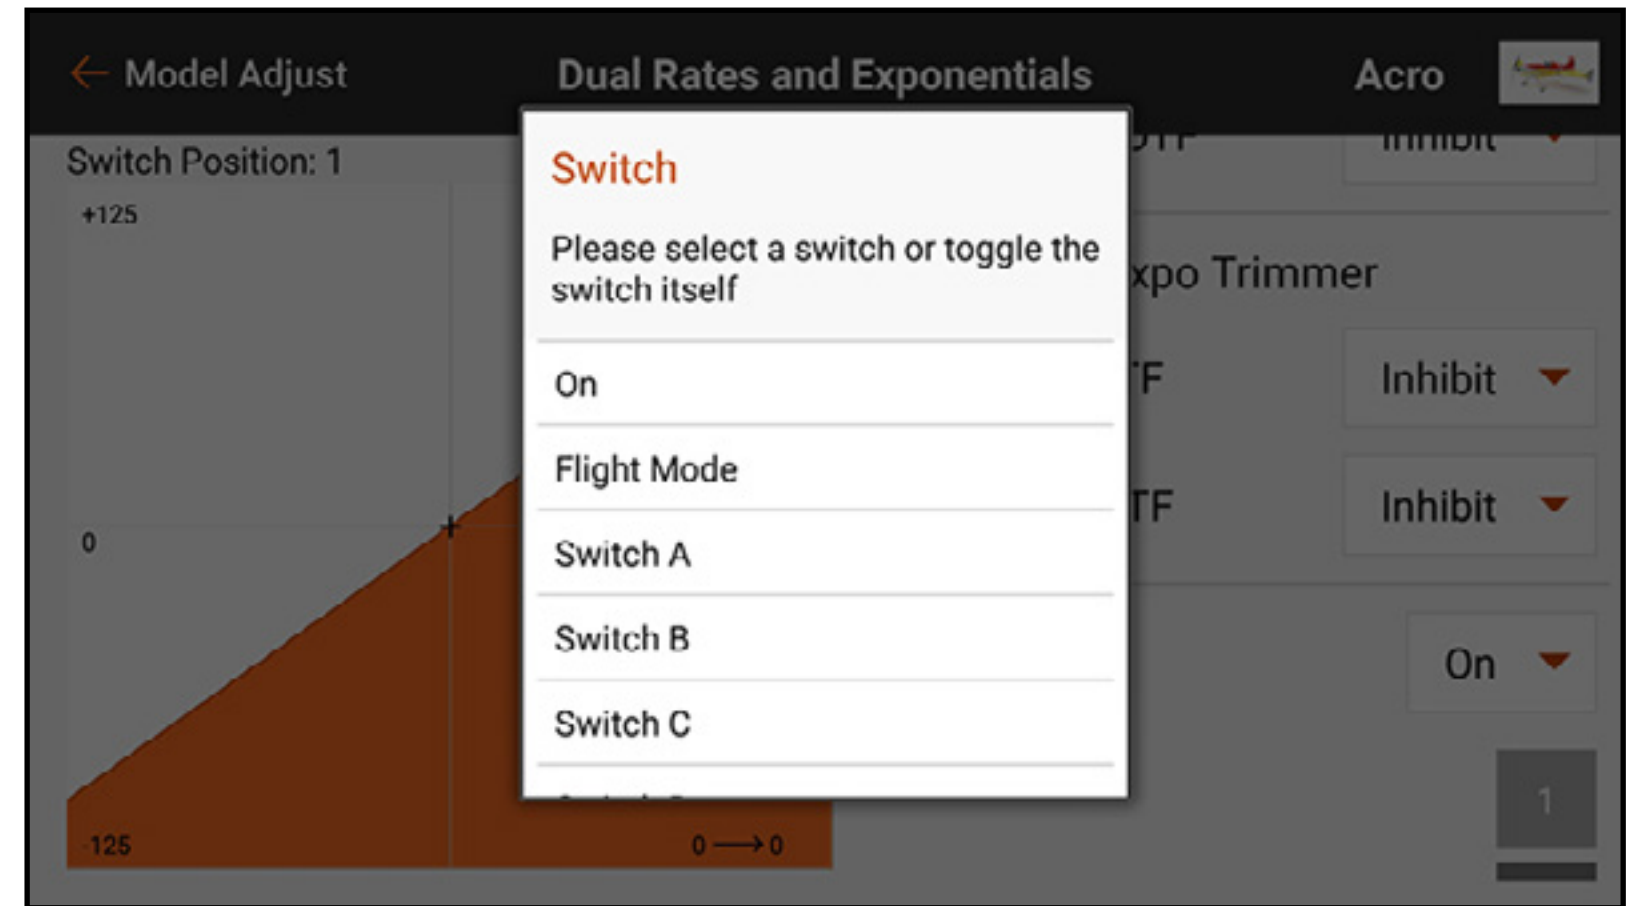 Model Adjust
Dual Rates and Exponentials
Acro
Switch Position: 1
+125
0
-125
0 → 0
Switch
Please select a switch or toggle the
switch itself
On
Flight Mode
Switch A
Switch B
Switch C
Inhibit
Trimmer
Inhibit
Inhibit
On
1